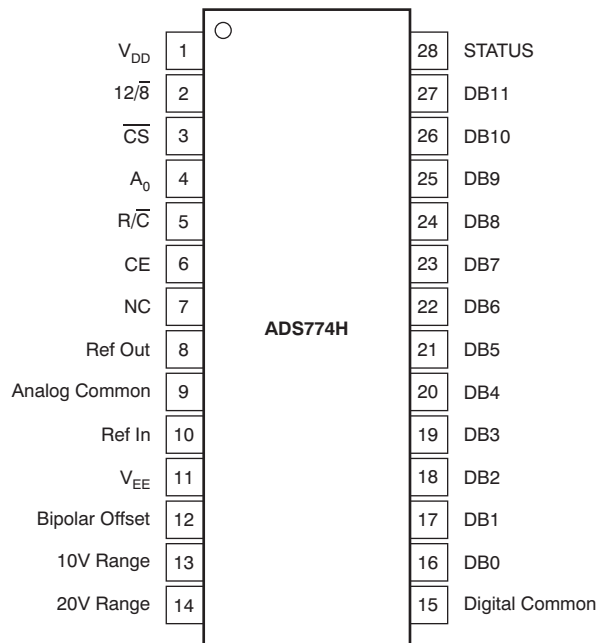 V_DD 1 28 STATUS
12/8̅ 2 27 DB11
C̅S̅ 3 26 DB10
A_0 4 25 DB9
R/C̅ 5 24 DB8
CE 6 23 DB7
NC 7 22 DB6
ADS774H
Ref Out 8 21 DB5
Analog Common 9 20 DB4
Ref In 10 19 DB3
V_EE 11 18 DB2
Bipolar Offset 12 17 DB1
10V Range 13 16 DB0
20V Range 14 15 Digital Common